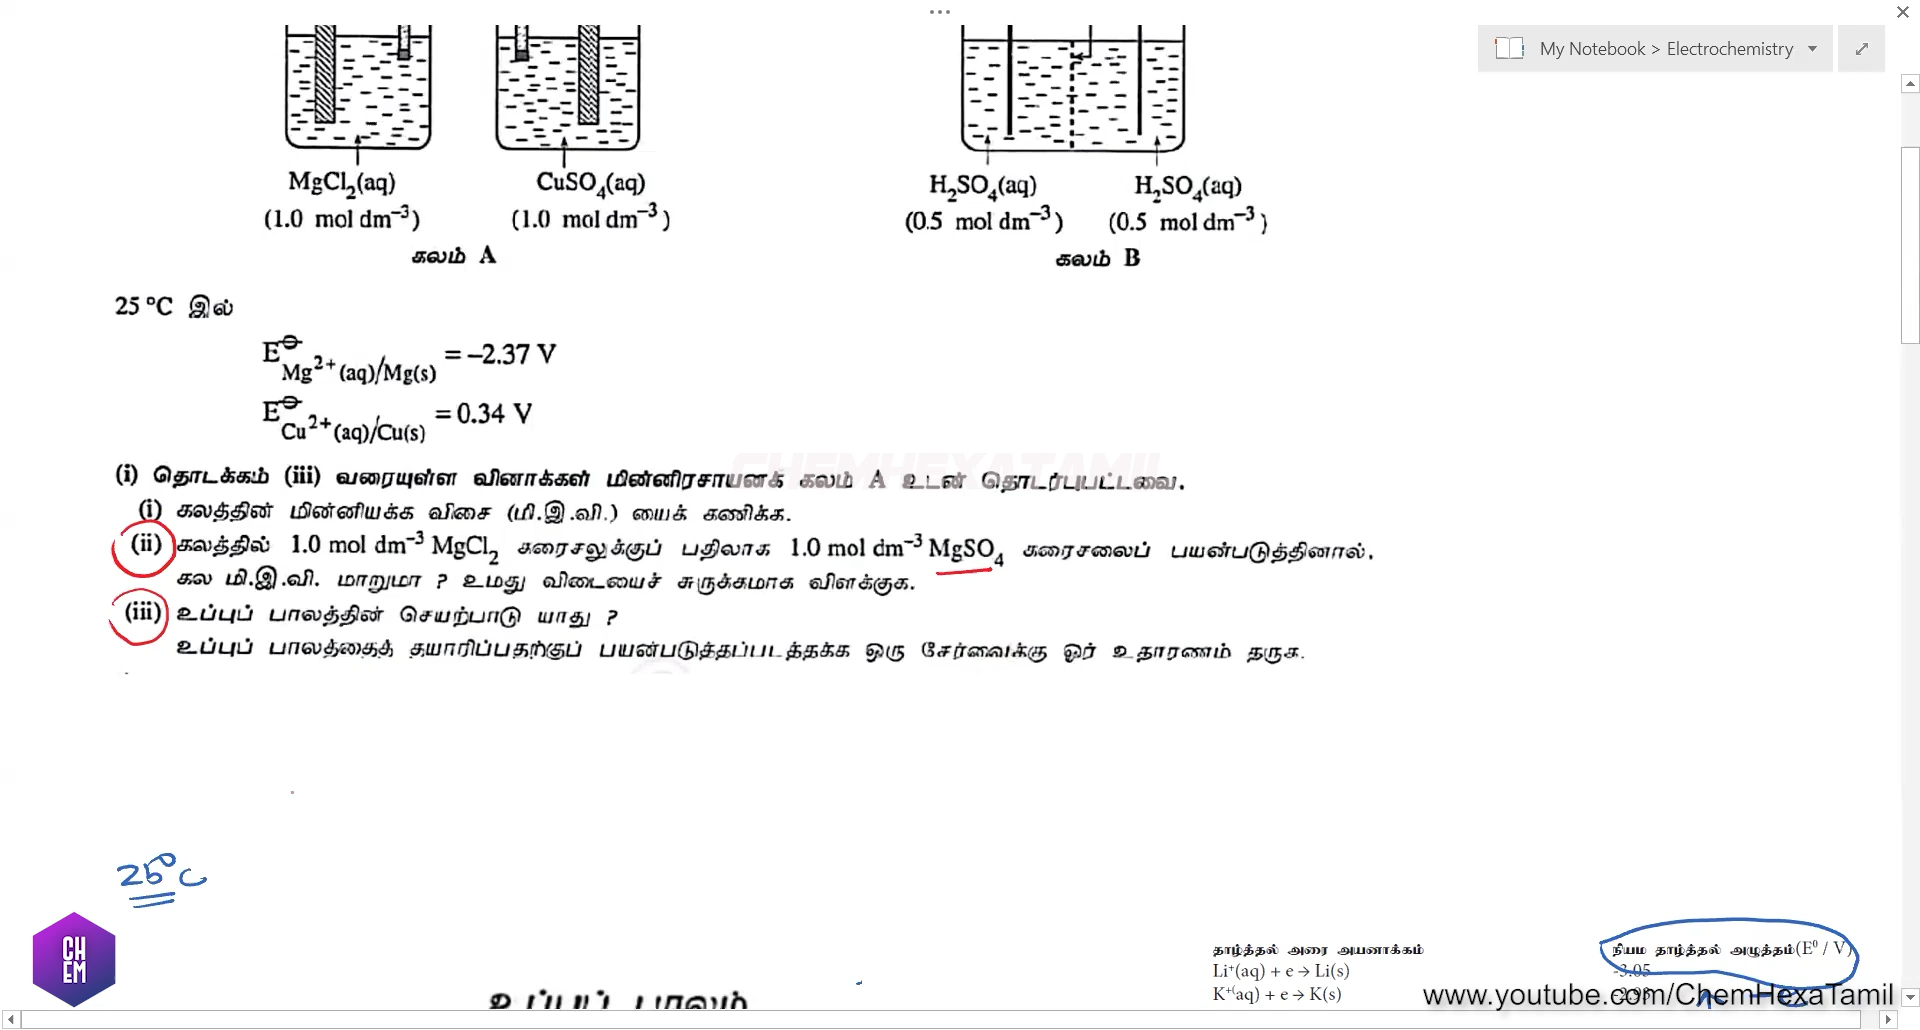 My Notebook > Electrochemistry
MgCl₂(aq)
(1.0 mol dm⁻³)
CuSO₄(aq)
(1.0 mol dm⁻³)
H₂SO₄(aq)
(0.5 mol dm⁻³)
H₂SO₄(aq)
(0.5 mol dm⁻³)
கலம் A
கலம் B
25 °C இல்
E⊖ Mg²⁺(aq)/Mg(s) = –2.37 V
E⊖ Cu²⁺(aq)/Cu(s) = 0.34 V
CHEMHEXATAMIL
(i) தொடக்கம் (iii) வரையுள்ள வினாக்கள் மின்னிரசாயனக் கலம் A உடன் தொடர்புபட்டவை.
(i) கலத்தின் மின்னியக்க விசை (மி.இ.வி.) யைக் கணிக்க.
(ii) கலத்தில் 1.0 mol dm⁻³ MgCl₂ கரைசலுக்குப் பதிலாக 1.0 mol dm⁻³ MgSO₄ கரைசலைப் பயன்படுத்தினால்,
கல மி.இ.வி. மாறுமா ? உமது விடையைச் சுருக்கமாக விளக்குக.
(iii) உப்புப் பாலத்தின் செயற்பாடு யாது ?
உப்புப் பாலத்தைத் தயாரிப்பதற்குப் பயன்படுத்தப்படத்தக்க ஒரு சேர்வைக்கு ஓர் உதாரணம் தருக.
25°C
CH
EM
தாழ்த்தல் அரை அயனாக்கம்
நியம தாழ்த்தல் அழுத்தம்(E⁰ / V)
Li⁺(aq) + e → Li(s)
-3.05
K⁺(aq) + e → K(s)
-2.93
உப்புப் பாலம்
www.youtube.com/ChemHexaTamil